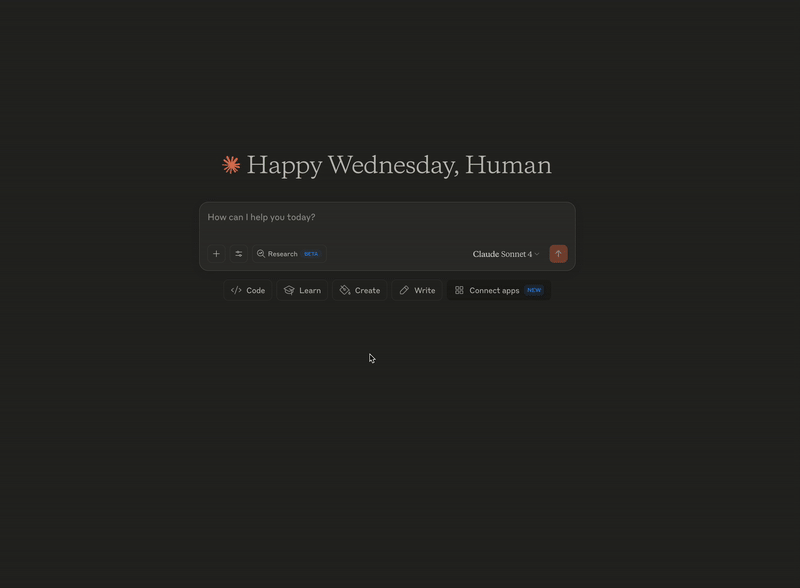 Happy Wednesday, Human
How can I help you today?
Research BETA Claude Sonnet 4
Code Learn Create Write Connect apps NEW